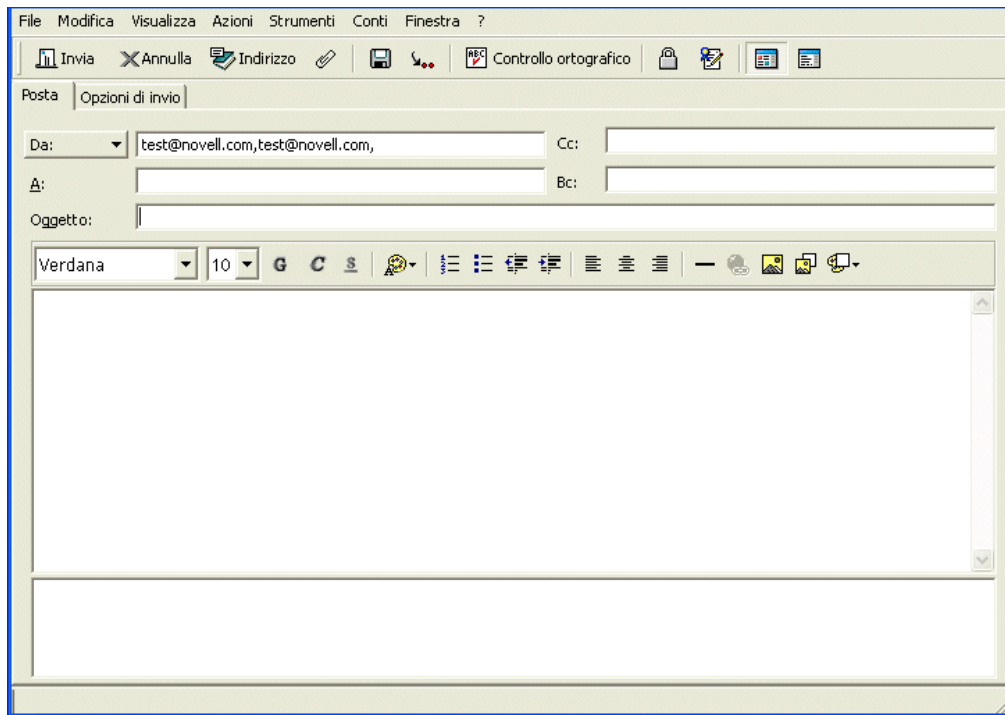 File Modifica Visualizza Azioni Strumenti Conti Finestra ?
Invia Annulla Indirizzo ABC Controllo ortografico
Posta Opzioni di invio
Da: test@novell.com,test@novell.com, Cc:
A: Bc:
Oggetto:
Verdana 10 G C S